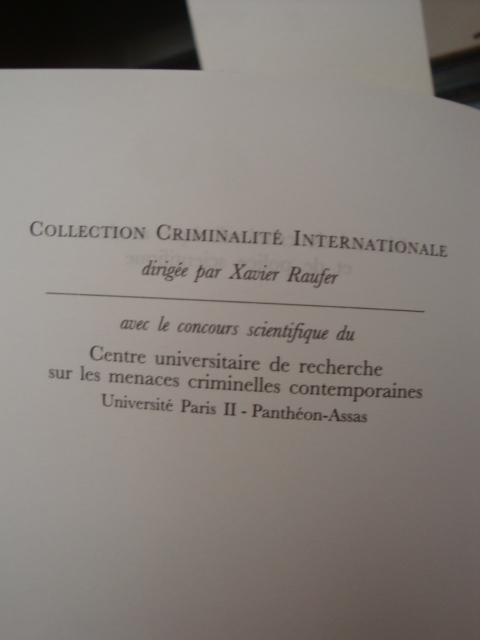 COLLECTION CRIMINALITÉ INTERNATIONALE
dirigée par Xavier Raufer
avec le concours scientifique du
Centre universitaire de recherche
sur les menaces criminelles contemporaines
Université Paris II - Panthéon-Assas